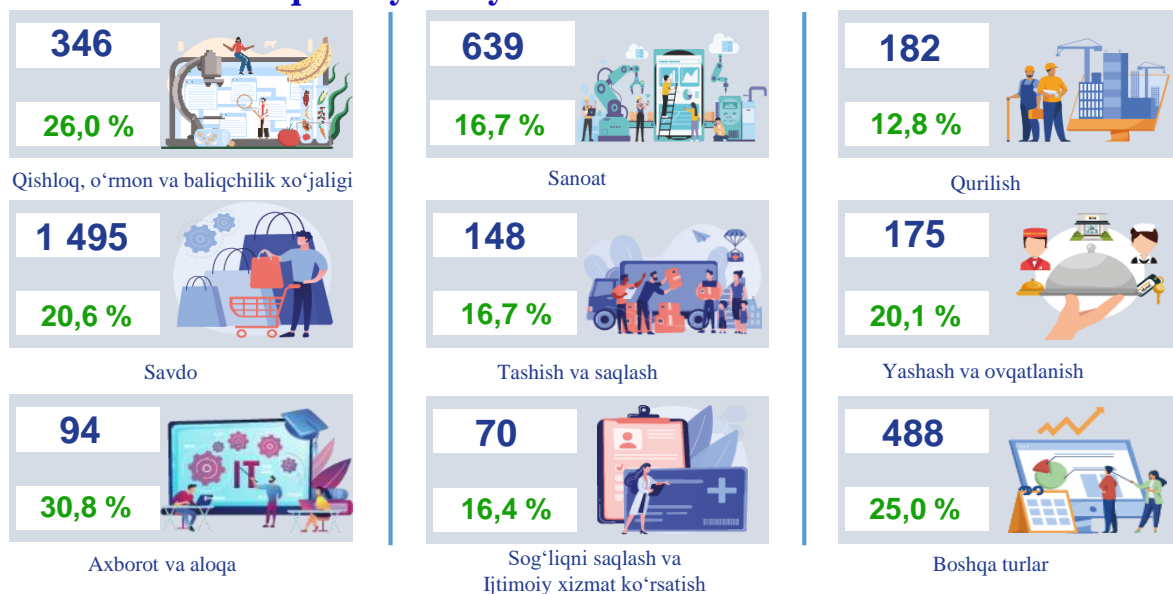 346
26,0 %
Qishloq, o‘rmon va baliqchilik xo‘jaligi
639
16,7 %
Sanoat
182
12,8 %
Qurilish
1 495
20,6 %
Savdo
148
16,7 %
Tashish va saqlash
175
20,1 %
Yashash va ovqatlanish
94
30,8 %
IT
Axborot va aloqa
70
16,4 %
Sog‘liqni saqlash va
Ijtimoiy xizmat ko‘rsatish
488
25,0 %
Boshqa turlar